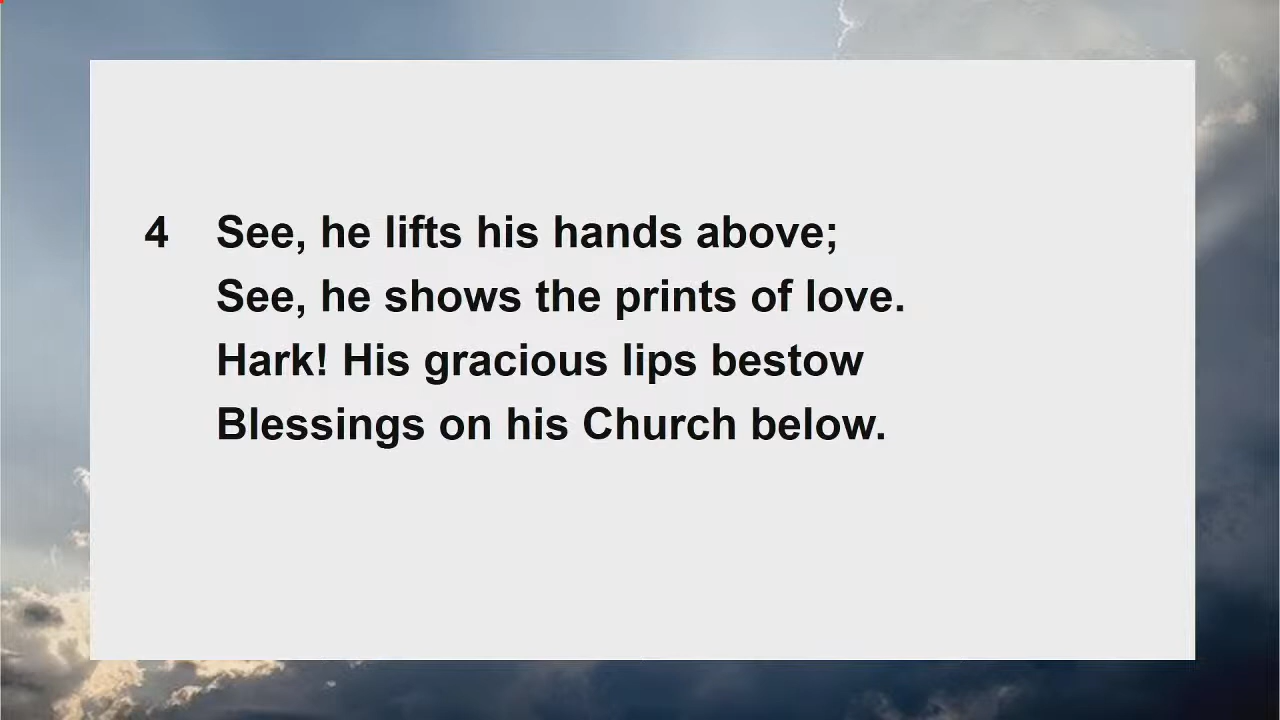 4 See, he lifts his hands above;
See, he shows the prints of love.
Hark! His gracious lips bestow
Blessings on his Church below.